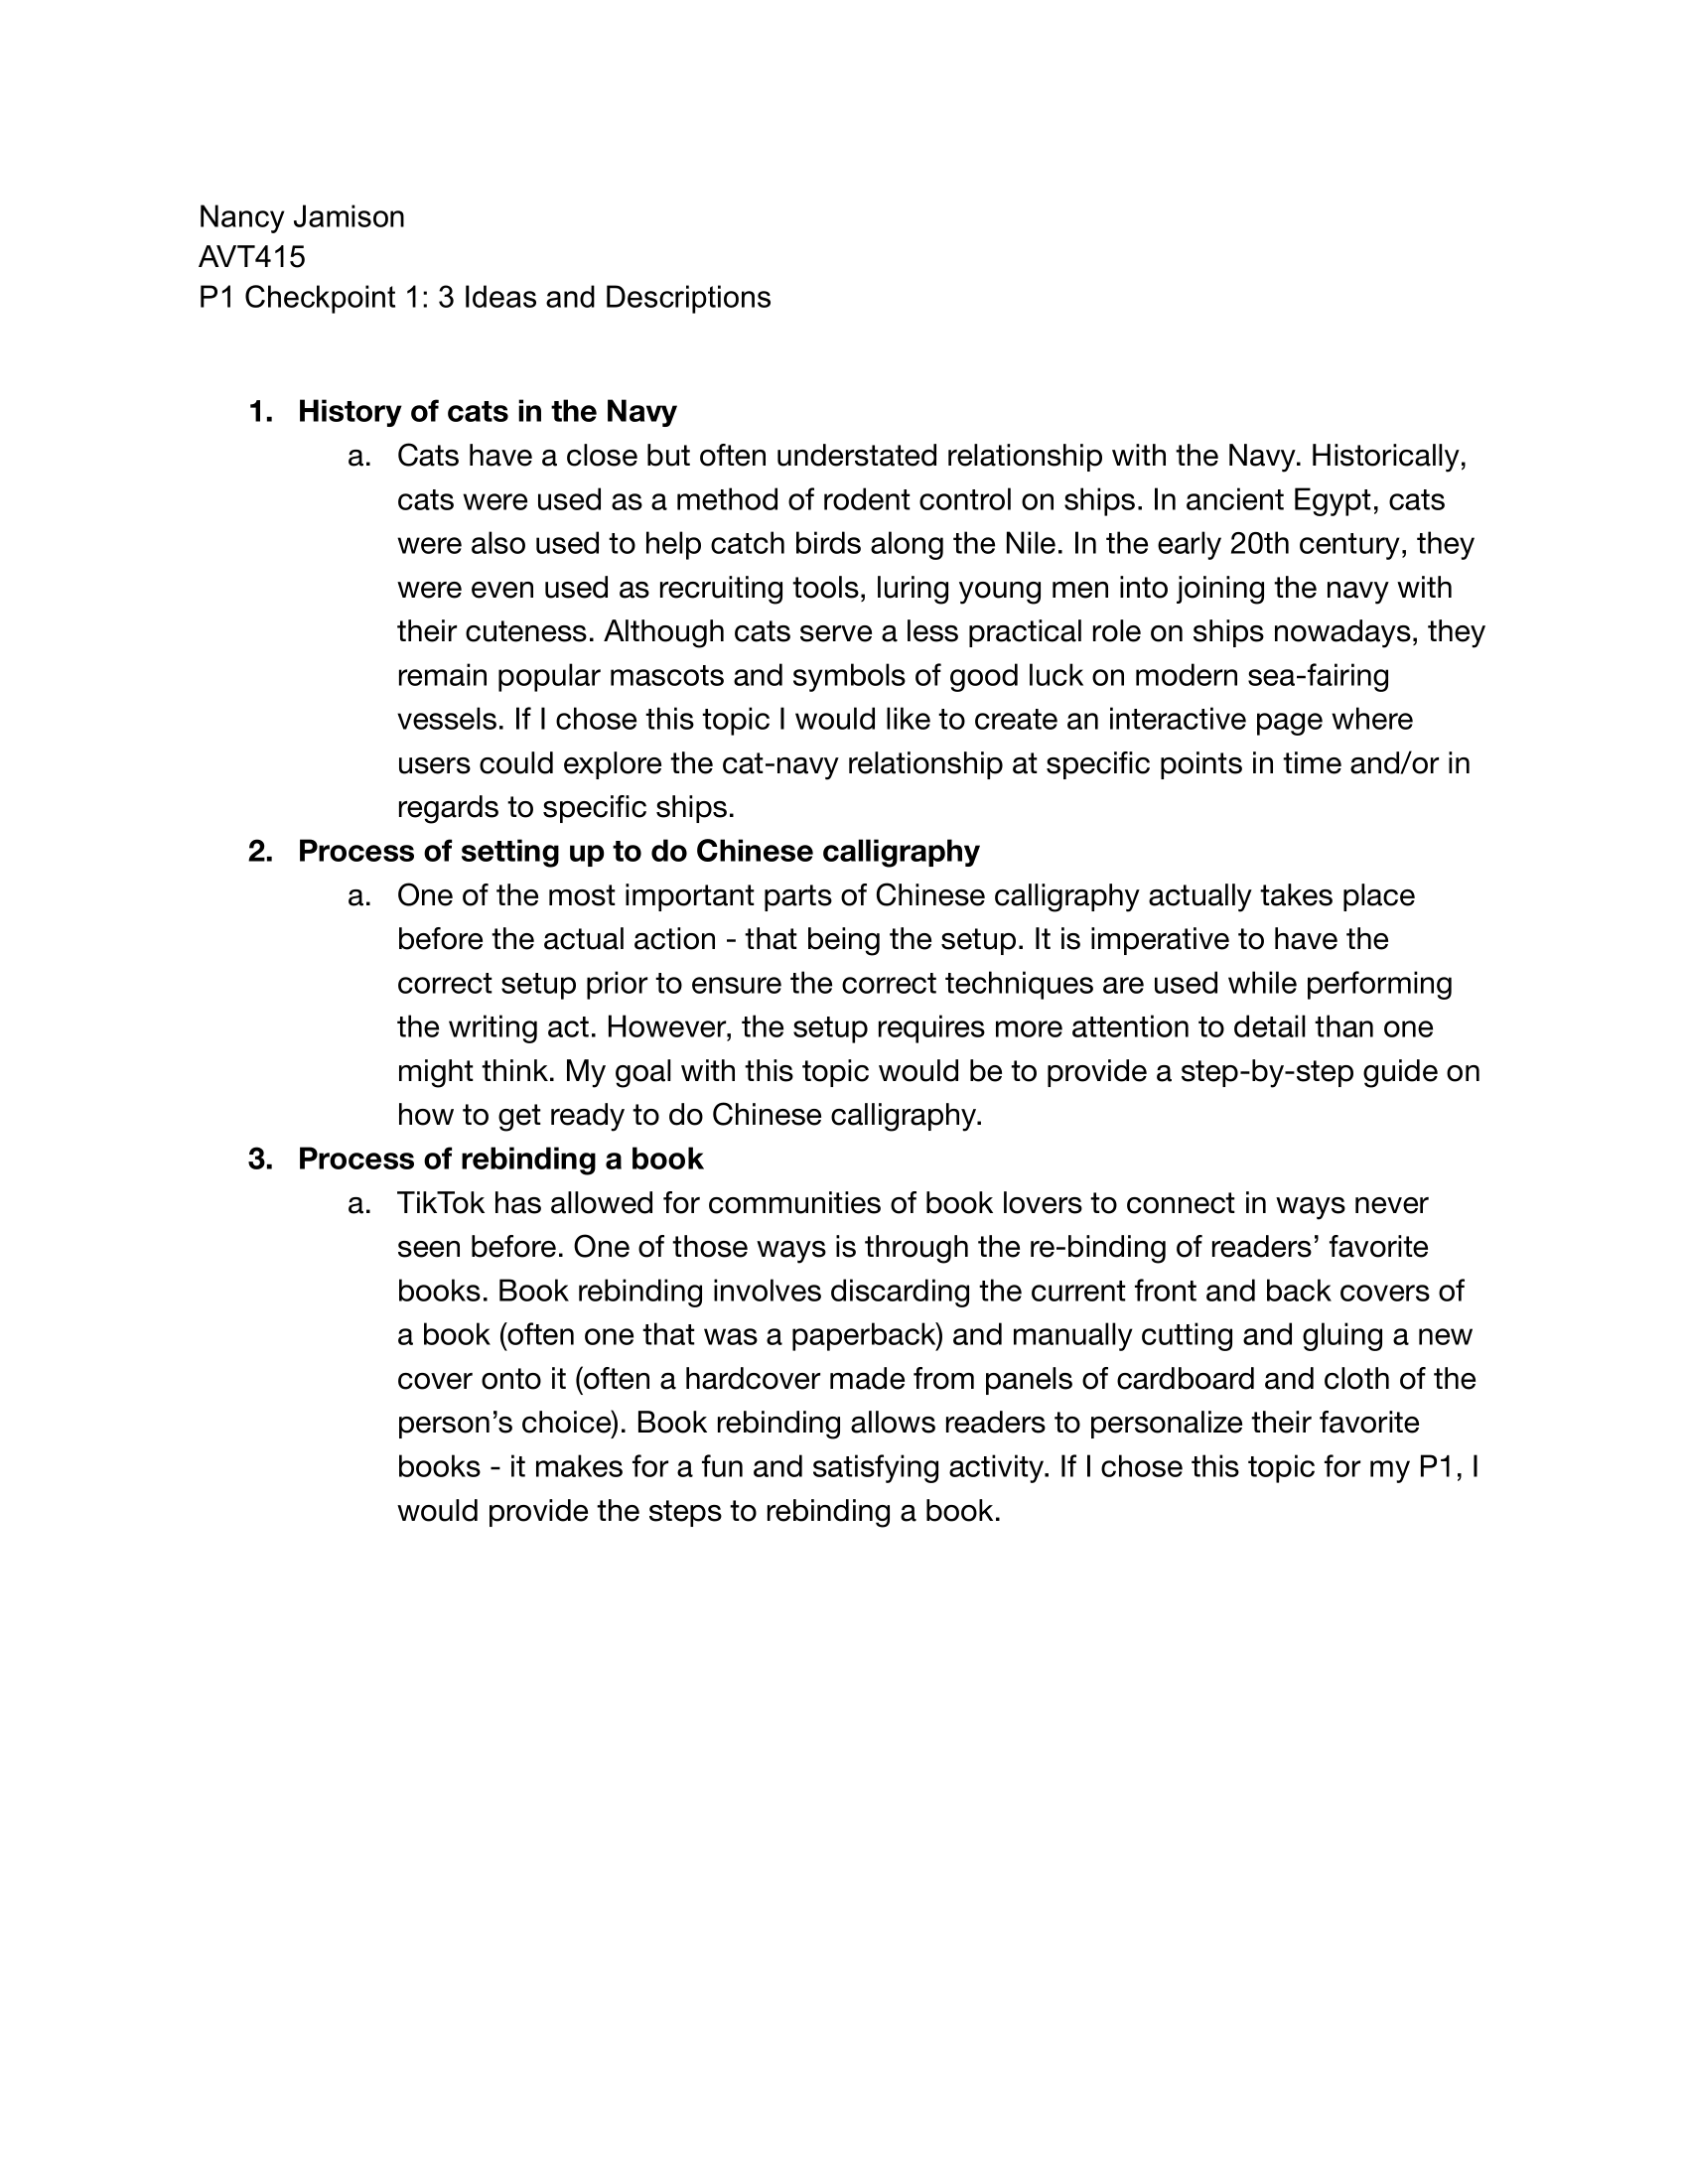 Nancy Jamison
AVT415
P1 Checkpoint 1: 3 Ideas and Descriptions
1. History of cats in the Navy
a. Cats have a close but often understated relationship with the Navy. Historically,
cats were used as a method of rodent control on ships. In ancient Egypt, cats
were also used to help catch birds along the Nile. In the early 20th century, they
were even used as recruiting tools, luring young men into joining the navy with
their cuteness. Although cats serve a less practical role on ships nowadays, they
remain popular mascots and symbols of good luck on modern sea-fairing
vessels. If I chose this topic I would like to create an interactive page where
users could explore the cat-navy relationship at specific points in time and/or in
regards to specific ships.
2. Process of setting up to do Chinese calligraphy
a. One of the most important parts of Chinese calligraphy actually takes place
before the actual action - that being the setup. It is imperative to have the
correct setup prior to ensure the correct techniques are used while performing
the writing act. However, the setup requires more attention to detail than one
might think. My goal with this topic would be to provide a step-by-step guide on
how to get ready to do Chinese calligraphy.
3. Process of rebinding a book
a. TikTok has allowed for communities of book lovers to connect in ways never
seen before. One of those ways is through the re-binding of readers’ favorite
books. Book rebinding involves discarding the current front and back covers of
a book (often one that was a paperback) and manually cutting and gluing a new
cover onto it (often a hardcover made from panels of cardboard and cloth of the
person’s choice). Book rebinding allows readers to personalize their favorite
books - it makes for a fun and satisfying activity. If I chose this topic for my P1, I
would provide the steps to rebinding a book.